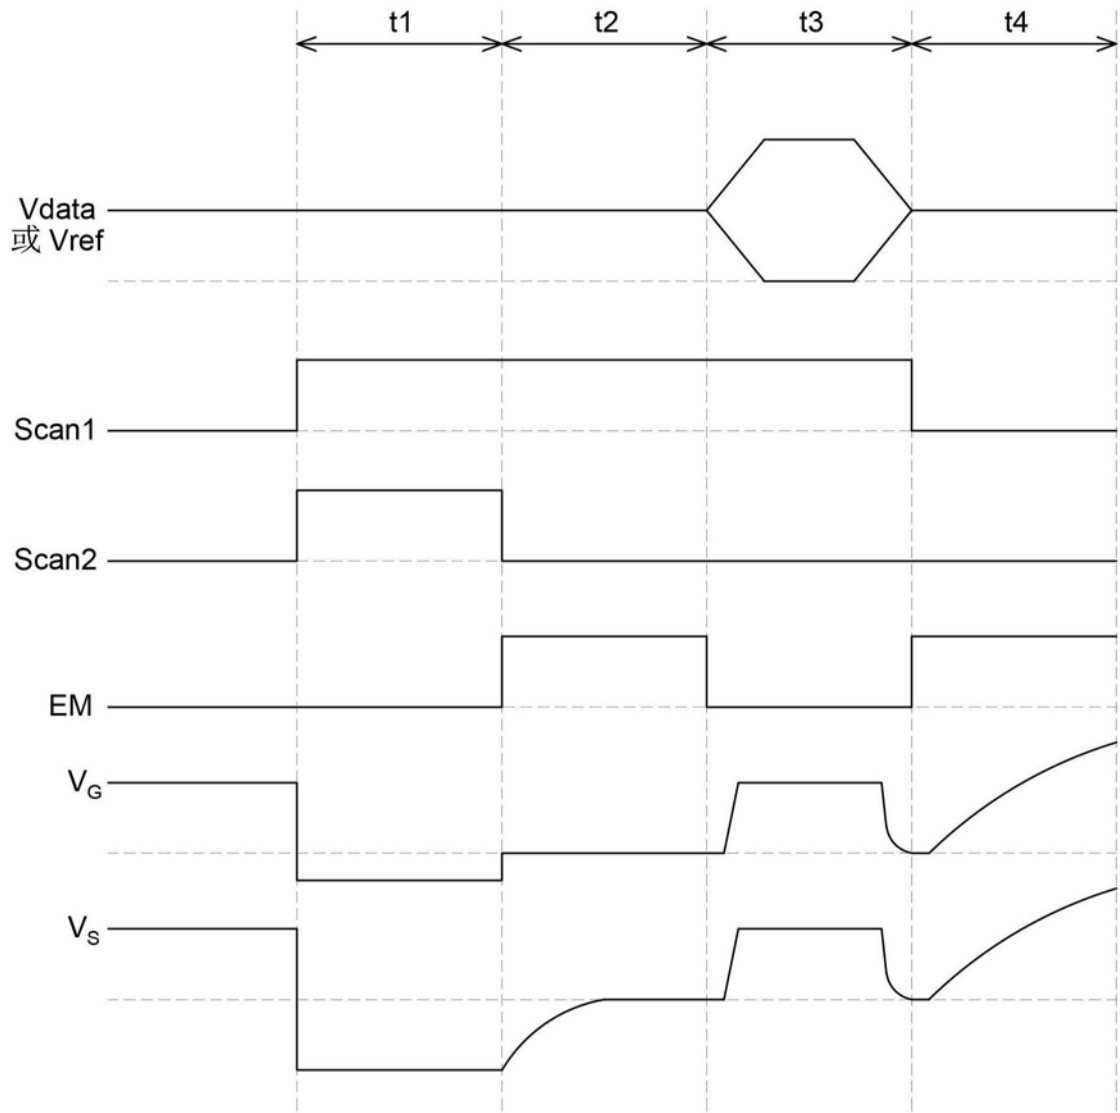 t1 t2 t3 t4
Vdata
或 Vref
Scan1
Scan2
EM
VG
VS